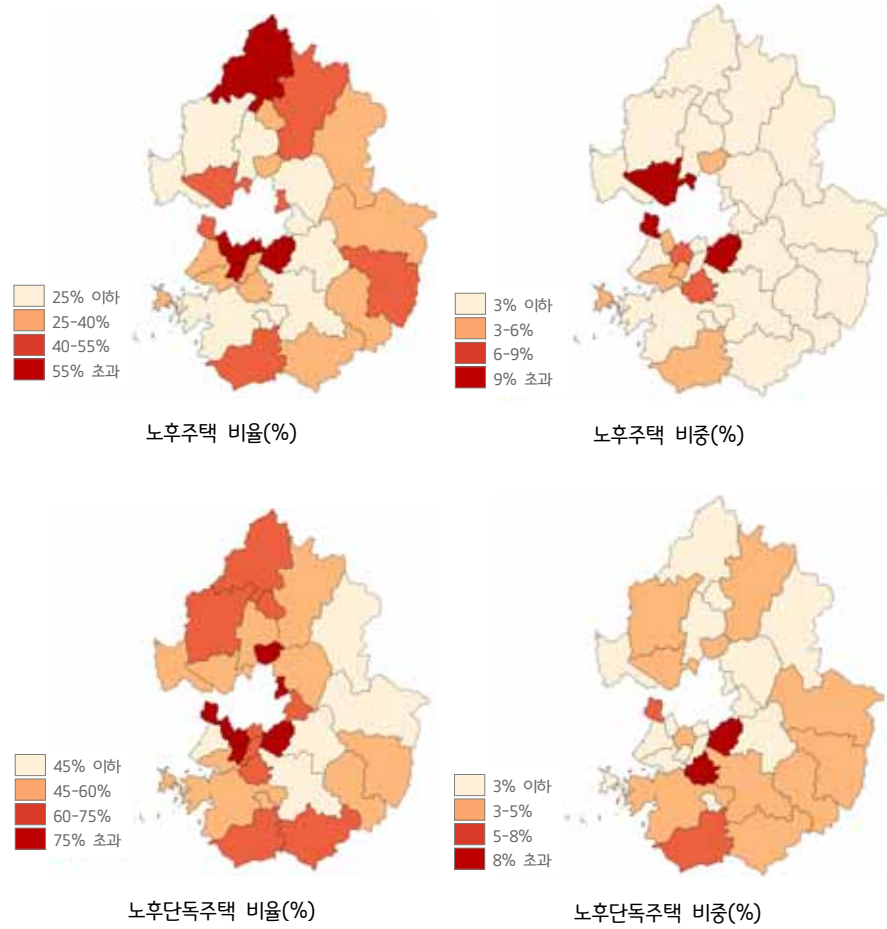 25% 이하
25-40%
40-55%
55% 초과
노후주택 비율(%)
3% 이하
3-6%
6-9%
9% 초과
노후주택 비중(%)
45% 이하
45-60%
60-75%
75% 초과
노후단독주택 비율(%)
3% 이하
3-5%
5-8%
8% 초과
노후단독주택 비중(%)